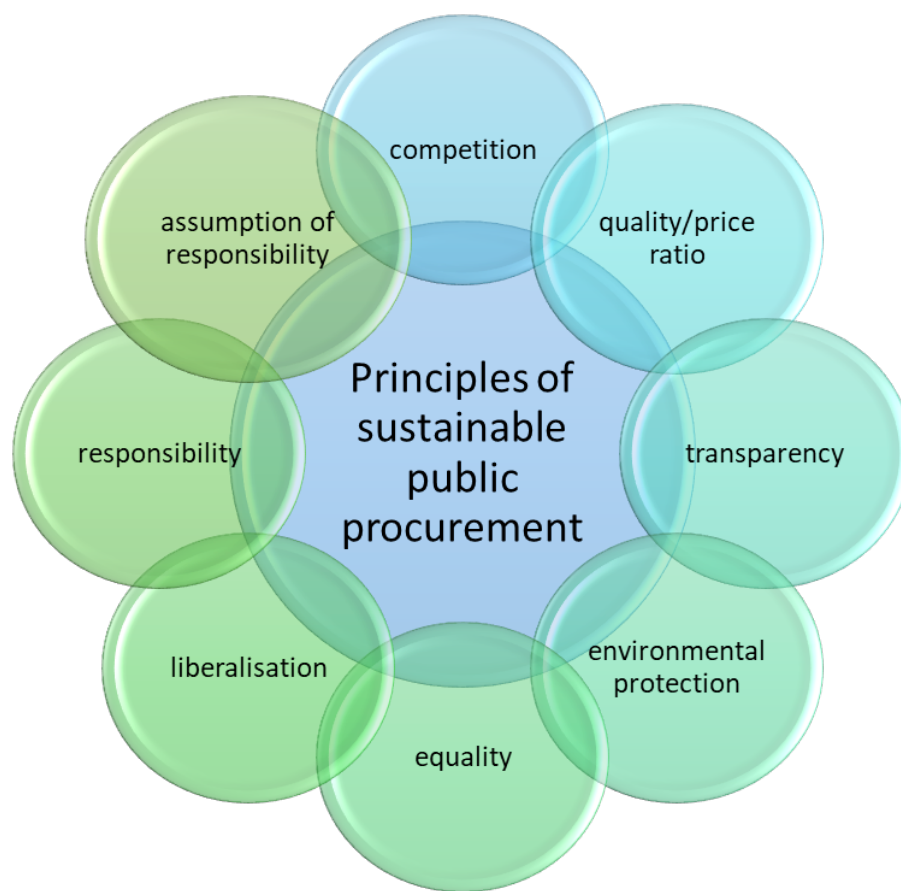 competition
quality/price
ratio
transparency
environmental
protection
equality
liberalisation
responsibility
assumption of
responsibility
Principles of
sustainable
public
procurement